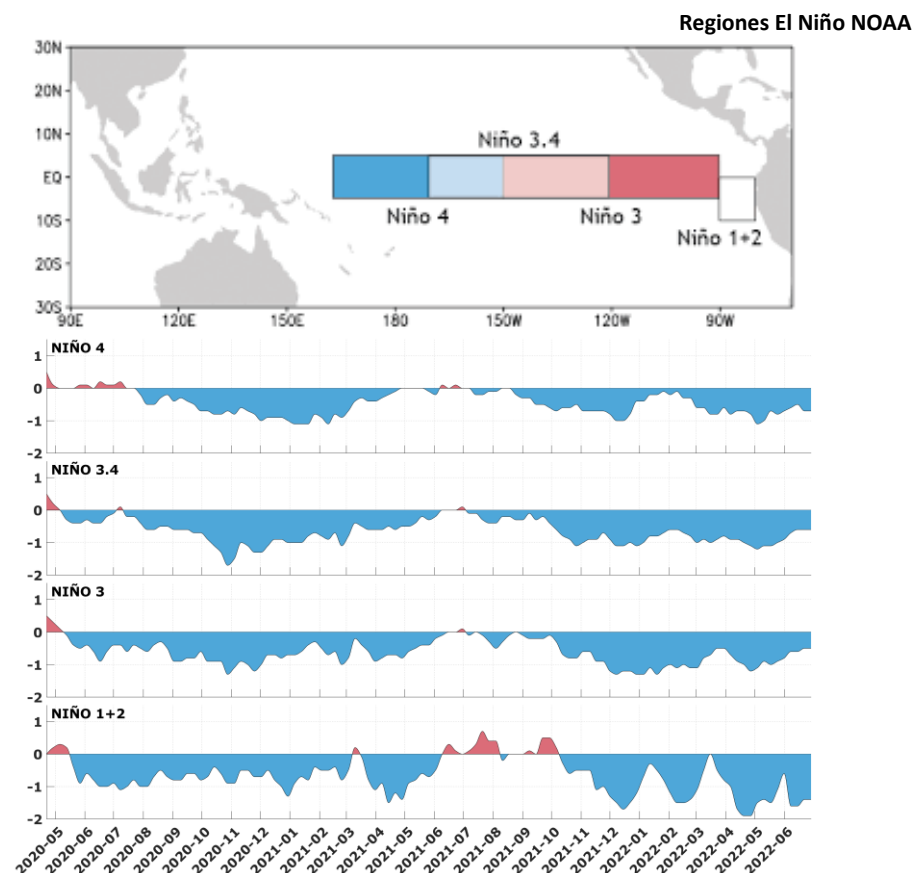 Regiones El Niño NOAA
30N
20N
10N
EQ
10S
20S
30S
Niño 3.4
Niño 4
Niño 3
Niño 1+2
90E 120E 150E 180 150W 120W 90W
NIÑO 4
1
0
-1
-2
NIÑO 3.4
1
0
-1
-2
NIÑO 3
1
0
-1
-2
NIÑO 1+2
1
0
-1
-2
2020-05 2020-06 2020-07 2020-08 2020-09 2020-10 2020-11 2020-12 2021-01 2021-02 2021-03 2021-04 2021-05 2021-06 2021-07 2021-08 2021-09 2021-10 2021-11 2021-12 2022-01 2022-02 2022-03 2022-04 2022-05 2022-06